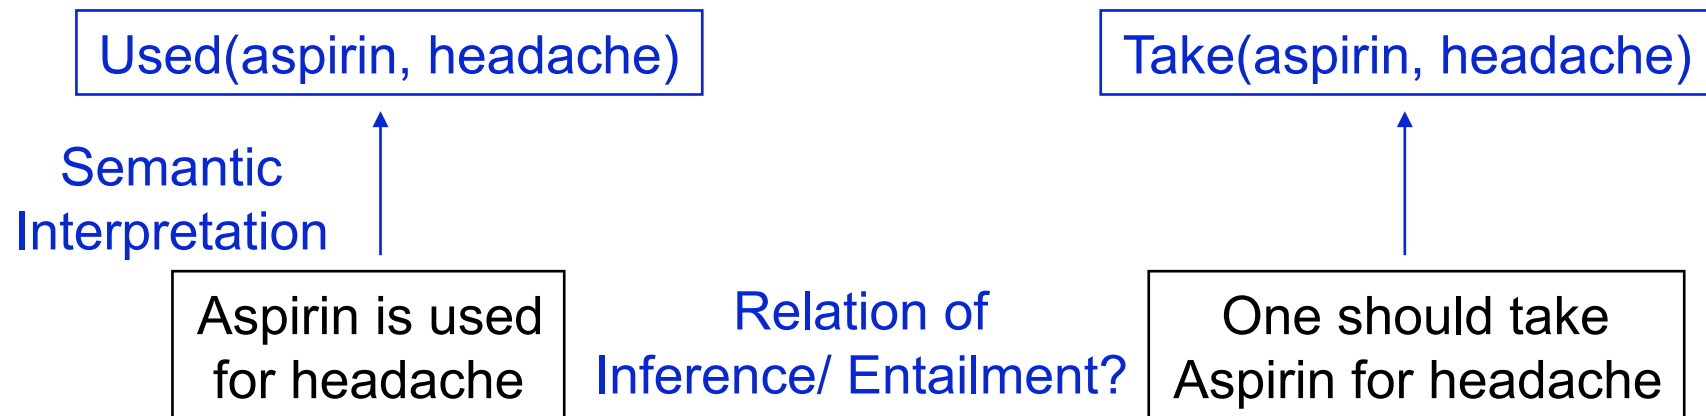 Used(aspirin, headache)
Take(aspirin, headache)
Semantic
Interpretation
Aspirin is used
for headache
Relation of
Inference/ Entailment?
One should take
Aspirin for headache